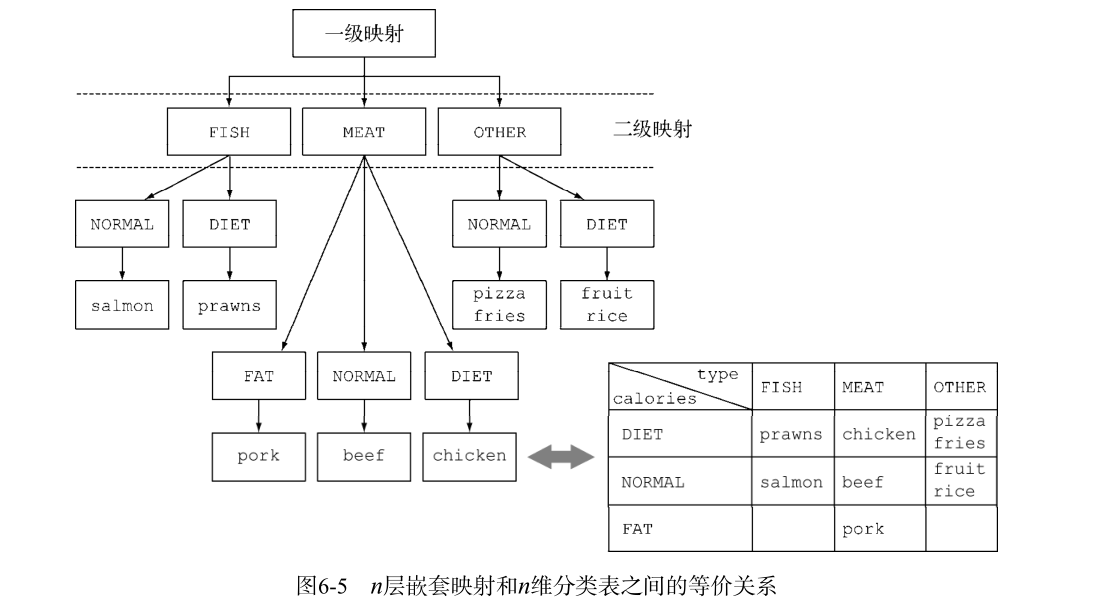 一级映射
FISH MEAT OTHER 二级映射
NORMAL DIET NORMAL DIET
salmon prawns pizza fruit
fries rice
FAT NORMAL DIET
pork beef chicken
type
calories FISH MEAT OTHER
DIET prawns chicken pizza fries
NORMAL salmon beef fruit rice
FAT pork
图6-5 n层嵌套映射和n维分类表之间的等价关系